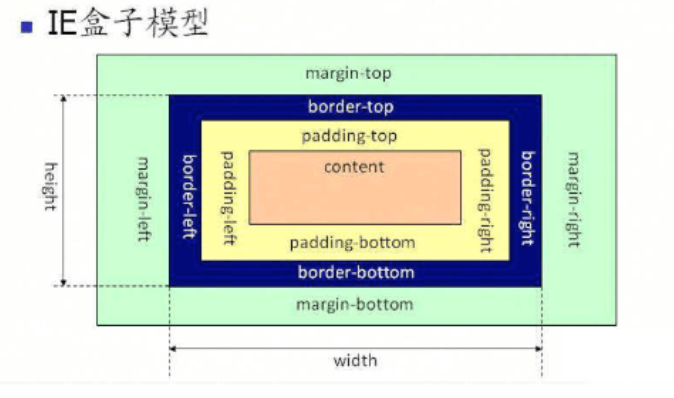 IE盒子模型
margin-top
border-top
padding-top
content
height
margin-left
border-left
padding-left
padding-right
border-right
margin-right
padding-bottom
border-bottom
margin-bottom
width